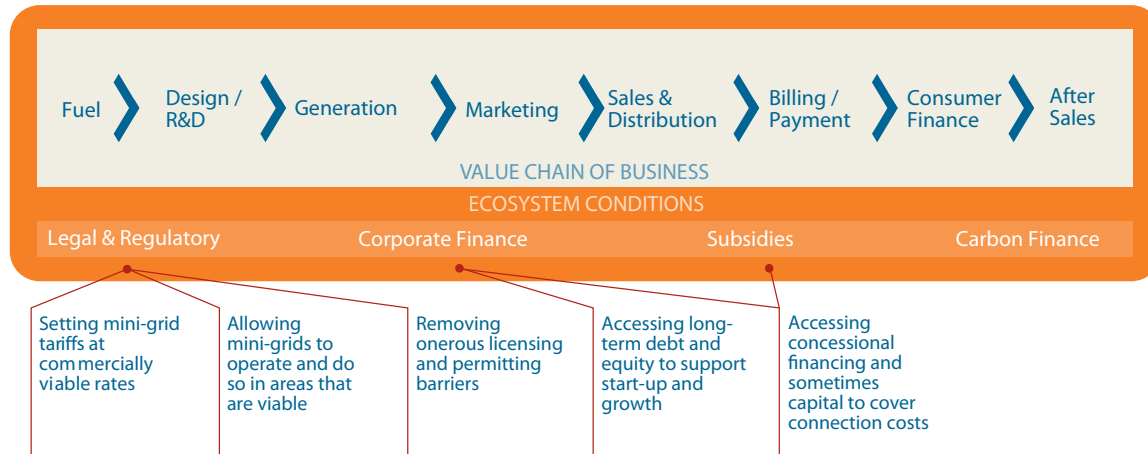 Fuel
Design /
R&D
Generation
Marketing
Sales &
Distribution
Billing /
Payment
Consumer
Finance
After
Sales
VALUE CHAIN OF BUSINESS
ECOSYSTEM CONDITIONS
Legal & Regulatory
Corporate Finance
Subsidies
Carbon Finance
Setting mini-grid
tariffs at
commercially
viable rates
Allowing
mini-grids to
operate and do
so in areas that
are viable
Removing
onerous licensing
and permitting
barriers
Accessing long-
term debt and
equity to support
start-up and
growth
Accessing
concessional
financing and
sometimes
capital to cover
connection costs